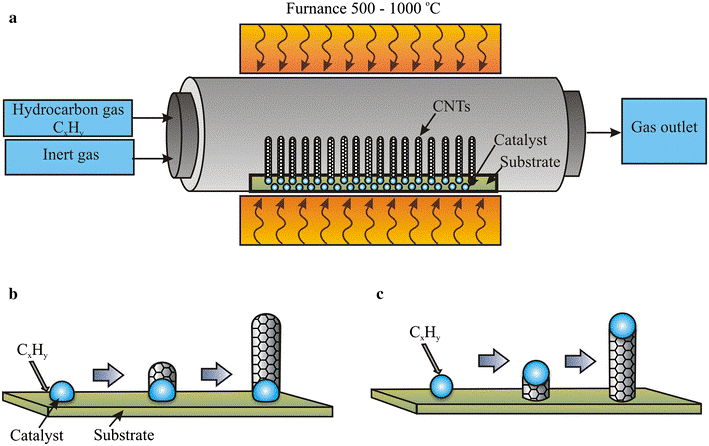 Furnance 500 - 1000 °C
a
Hydrocarbon gas
CxHy
Inert gas
CNTs
Catalyst
Substrate
Gas outlet
b
CxHy
Catalyst
Substrate
c
CxHy